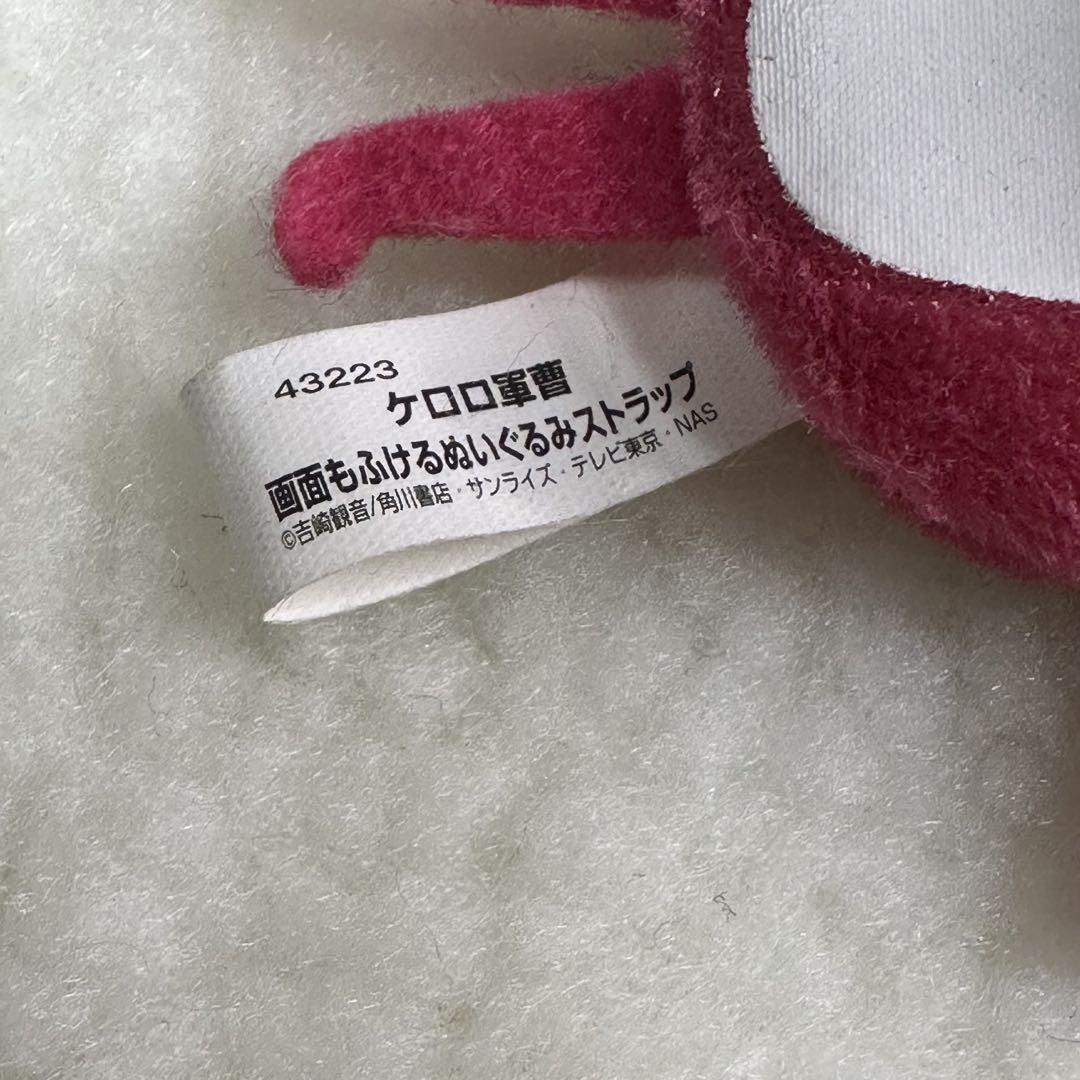 43223
ケロロ軍曹
画面もふけるぬいぐるみストラップ
©吉崎観音/角川書店・サンライズ・テレビ東京・NAS